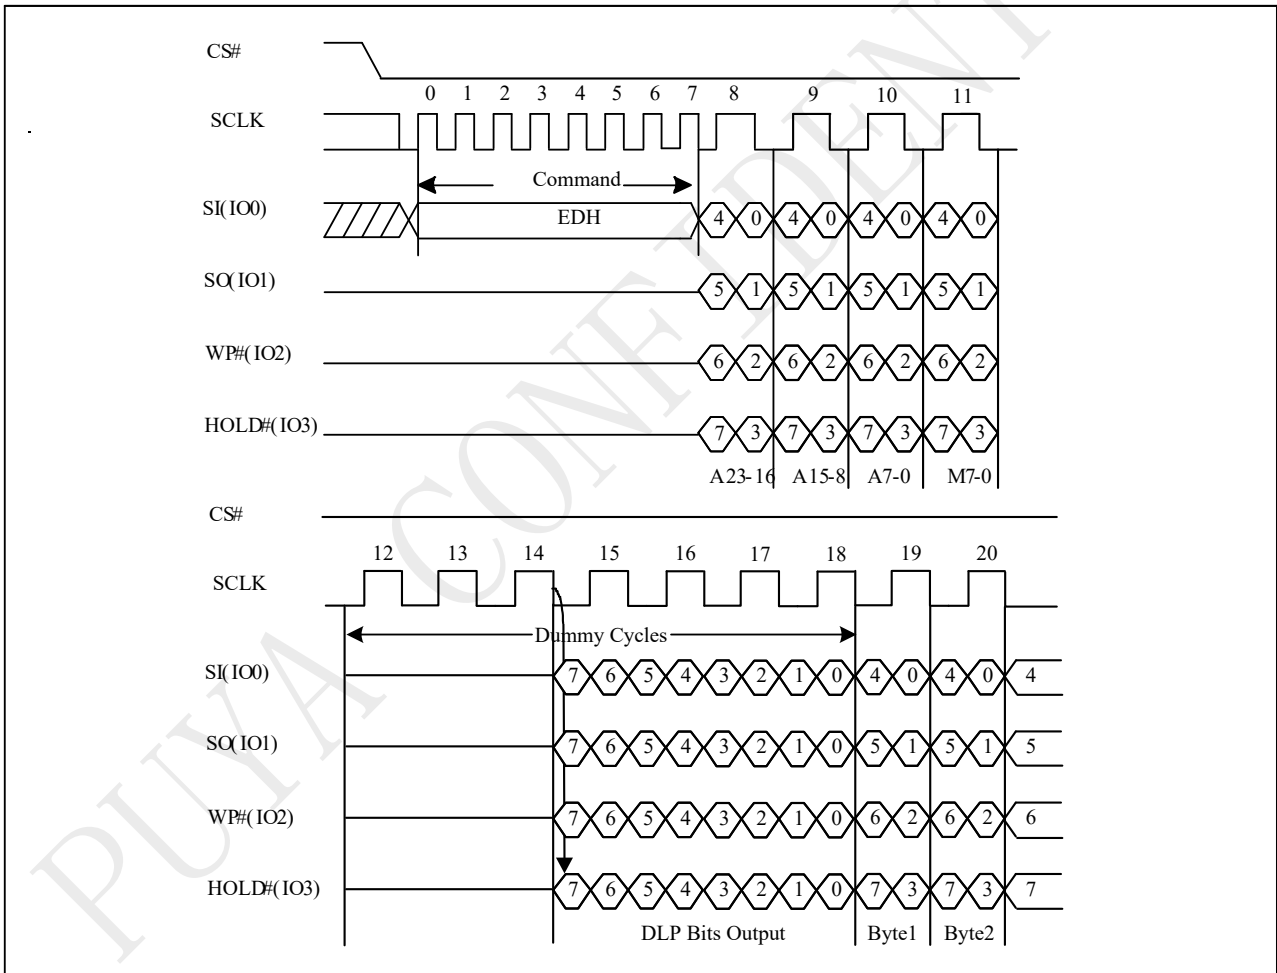 CS#
0 1 2 3 4 5 6 7 8 9 10 11
SCLK
Command
SI(IO0) EDH 4 0 4 0 4 0 4 0
SO(IO1) 5 1 5 1 5 1 5 1
WP#(IO2) 6 2 6 2 6 2 6 2
HOLD#(IO3) 7 3 7 3 7 3 7 3
A23-16 A15-8 A7-0 M7-0
CS#
12 13 14 15 16 17 18 19 20
SCLK
Dummy Cycles
SI(IO0) 7 6 5 4 3 2 1 0 4 0 4 0 4
SO(IO1) 7 6 5 4 3 2 1 0 5 1 5 1 5
WP#(IO2) 7 6 5 4 3 2 1 0 6 2 6 2 6
HOLD#(IO3) 7 6 5 4 3 2 1 0 7 3 7 3 7
DLP Bits Output Byte1 Byte2
PUYA CONFIDENT